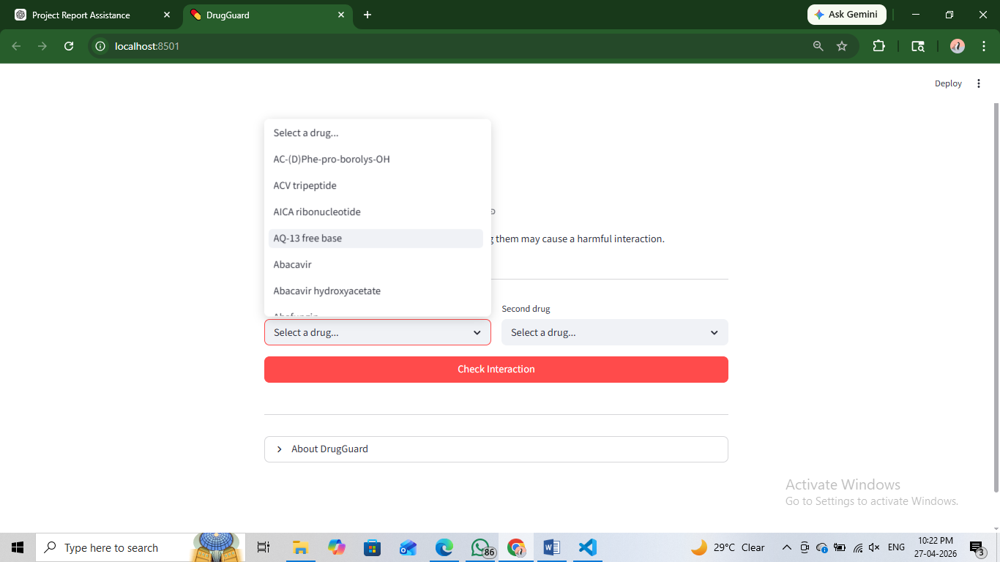 Project Report Assistance
DrugGuard
Ask Gemini
localhost:8501
Deploy
Select a drug...
AC-(D)Phe-pro-borolys-OH
ACV tripeptide
AICA ribonucleotide
AQ-13 free base
them may cause a harmful interaction.
Abacavir
Abacavir hydroxyacetate
Second drug
Select a drug...
Select a drug...
Check Interaction
About DrugGuard
Activate Windows
Go to Settings to activate Windows.
Type here to search
86
29°C Clear
ENG
10:22 PM
27-04-2026
3